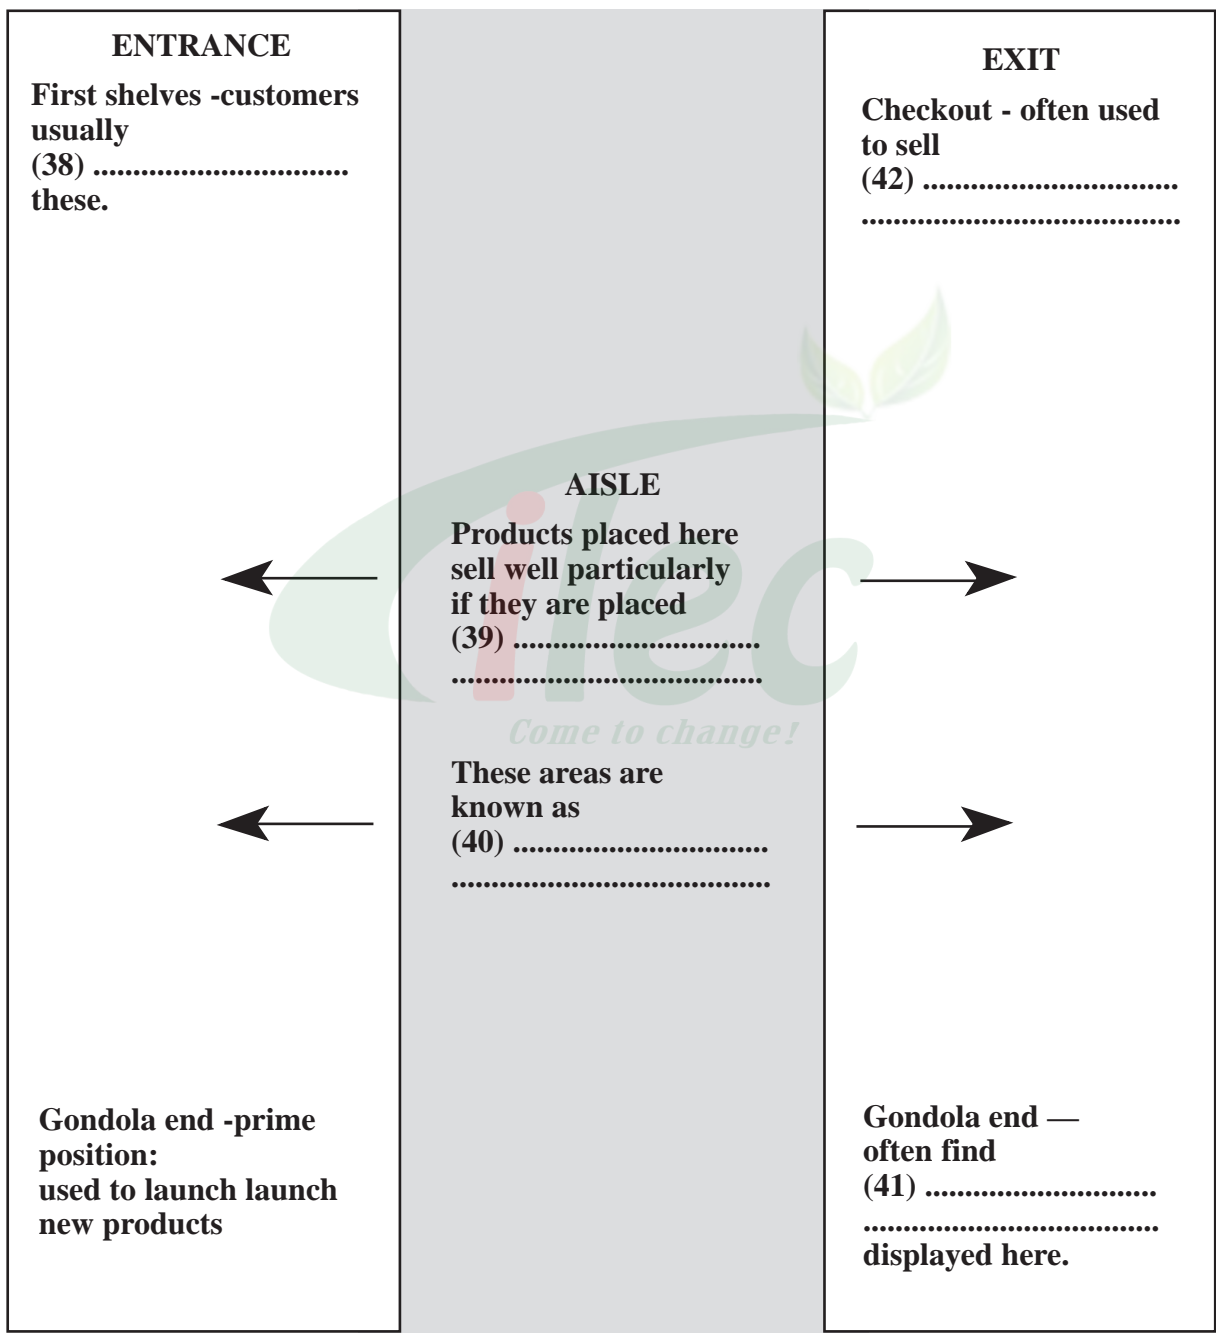 ENTRANCE
First shelves -customers
usually
(38) ................................
these.
EXIT
Checkout - often used
to sell
(42) ................................
........................................
AISLE
Products placed here
sell well particularly
if they are placed
(39) ...............................
.......................................
ilec
Come to change!
These areas are
known as
(40) ................................
........................................
Gondola end -prime
position:
used to launch launch
new products
Gondola end —
often find
(41) .............................
.....................................
displayed here.